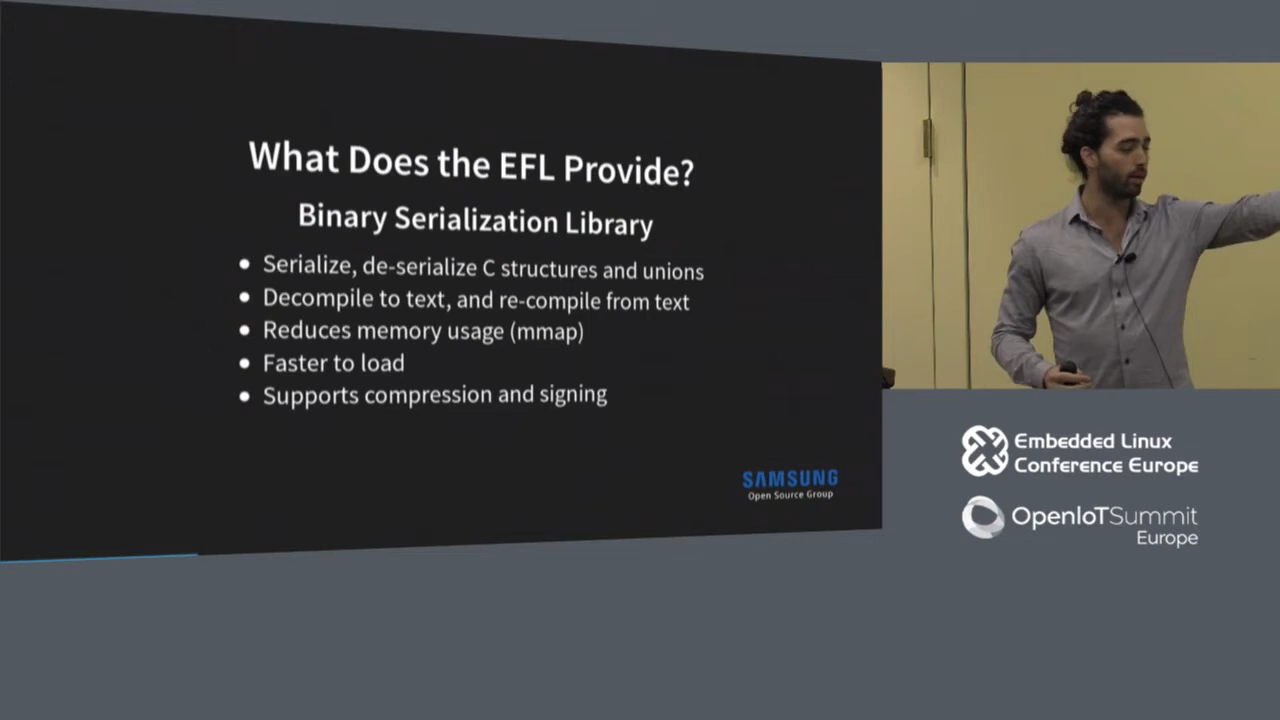 What Does the EFL Provide?
Binary Serialization Library
Serialize, de-serialize C structures and unions
Decompile to text, and re-compile from text
Reduces memory usage (mmap)
Faster to load
Supports compression and signing
SAMSUNG
Open Source Group
Embedded Linux
Conference Europe
OpenIoTSummit
Europe